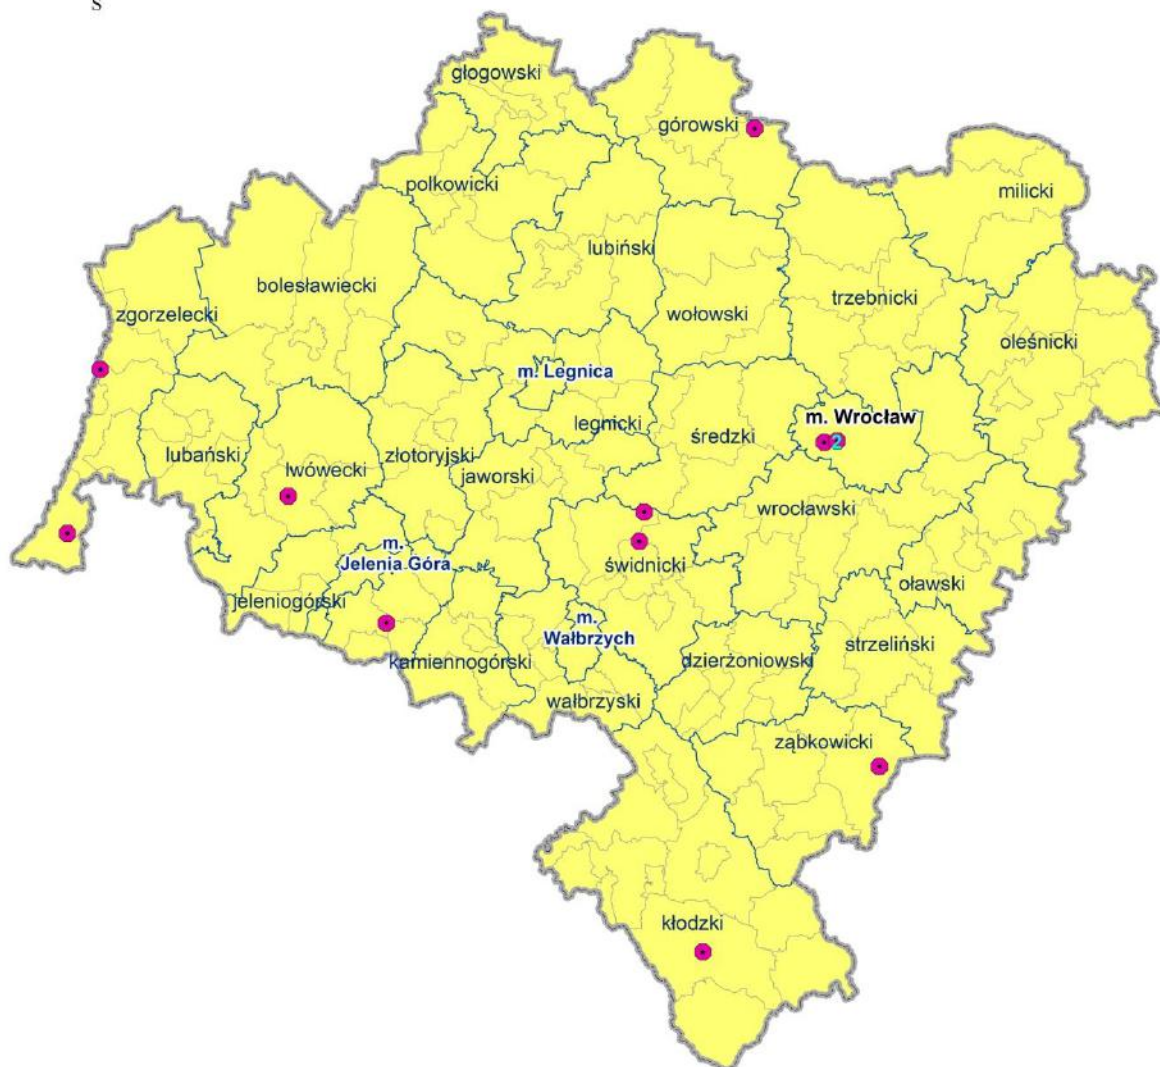 s
głogowski
górowski
polkowicki
milicki
lubiński
bolesławiecki
trzebnicki
zgorzelecki
wołowski
oleśnicki
m. Legnica
m. Wrocław
legnicki
średzki
2
lubański
lwówecki
złotoryjski
jaworski
wrocławski
m.
Jelenia Góra
świdnicki
oławski
jeleniogórski
m.
Wałbrzych
strzeliński
kamiennogórski
dzierżoniowski
wałbrzyski
ząbkowicki
kłodzki